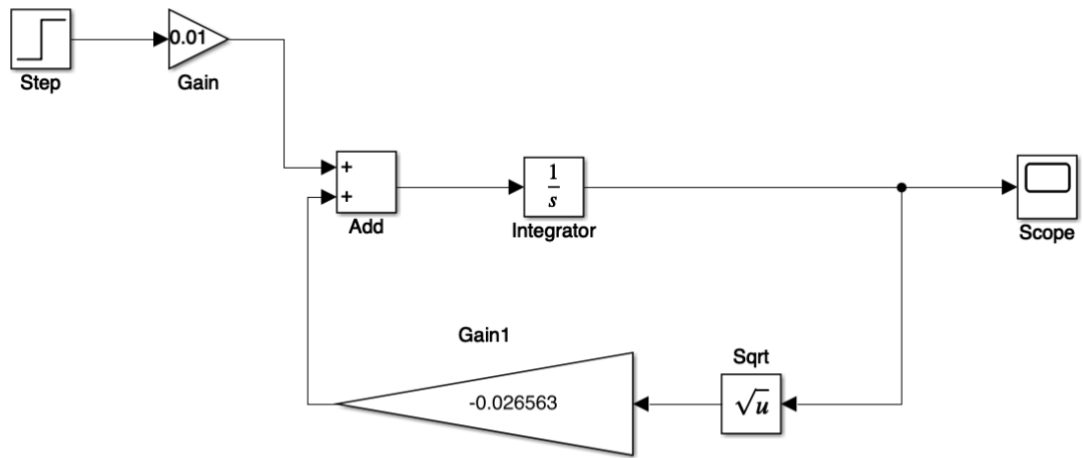 0.01
Step
Gain
+
+
Add
1
s
Integrator
Scope
Gain1
-0.026563
Sqrt
√u